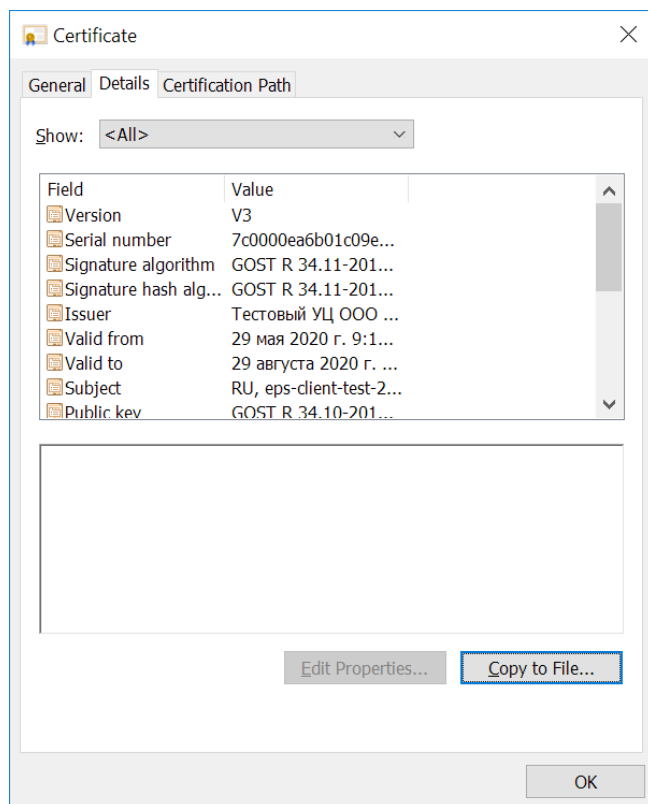 Certificate
General Details Certification Path
Show: <All>
Field Value
Version V3
Serial number 7c0000ea6b01c09e...
Signature algorithm GOST R 34.11-201...
Signature hash alg... GOST R 34.11-201...
Issuer Тестовый УЦ ООО ...
Valid from 29 мая 2020 г. 9:1...
Valid to 29 августа 2020 г. ...
Subject RU, eps-client-test-2...
Public key GOST R 34.10-201...
Edit Properties... Copy to File...
OK